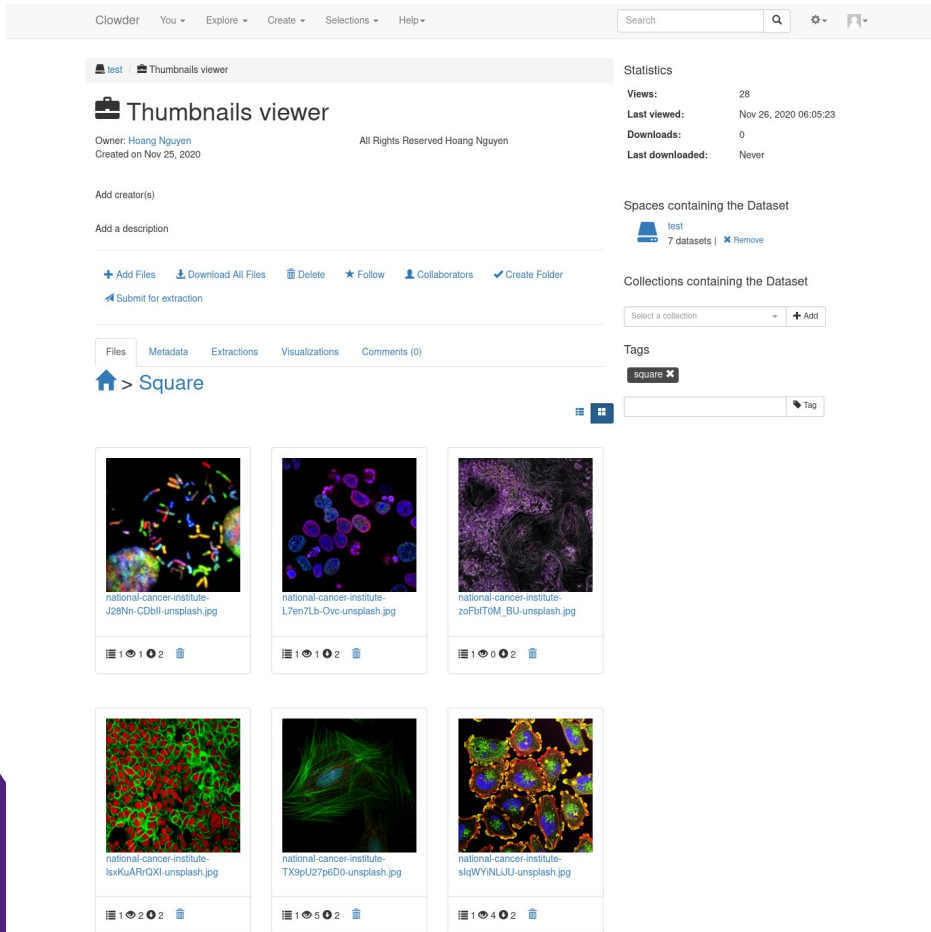 Clowder You Explore Create Selections Help Search
test / Thumbnails viewer
Thumbnails viewer
Owner: Hoang Nguyen All Rights Reserved Hoang Nguyen
Created on Nov 25, 2020
Add creator(s)
Add a description
Add Files Download All Files Delete Follow Collaborators Create Folder
Submit for extraction
Files Metadata Extractions Visualizations Comments (0)
> Square
national-cancer-institute-
J28Nn-CDbII-unsplash.jpg
1 1 2
national-cancer-institute-
L7en7Lb-Ovc-unsplash.jpg
1 1 2
national-cancer-institute-
zoFbfT0M_BU-unsplash.jpg
1 0 2
national-cancer-institute-
lsxKuARrQXI-unsplash.jpg
1 2 2
national-cancer-institute-
TX9pU27p6D0-unsplash.jpg
1 5 2
national-cancer-institute-
sIqWYiNLiJU-unsplash.jpg
1 4 2
Statistics
Views: 28
Last viewed: Nov 26, 2020 06:05:23
Downloads: 0
Last downloaded: Never
Spaces containing the Dataset
test
7 datasets | Remove
Collections containing the Dataset
Select a collection Add
Tags
square
Tag